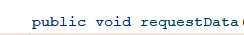 public void requestData(